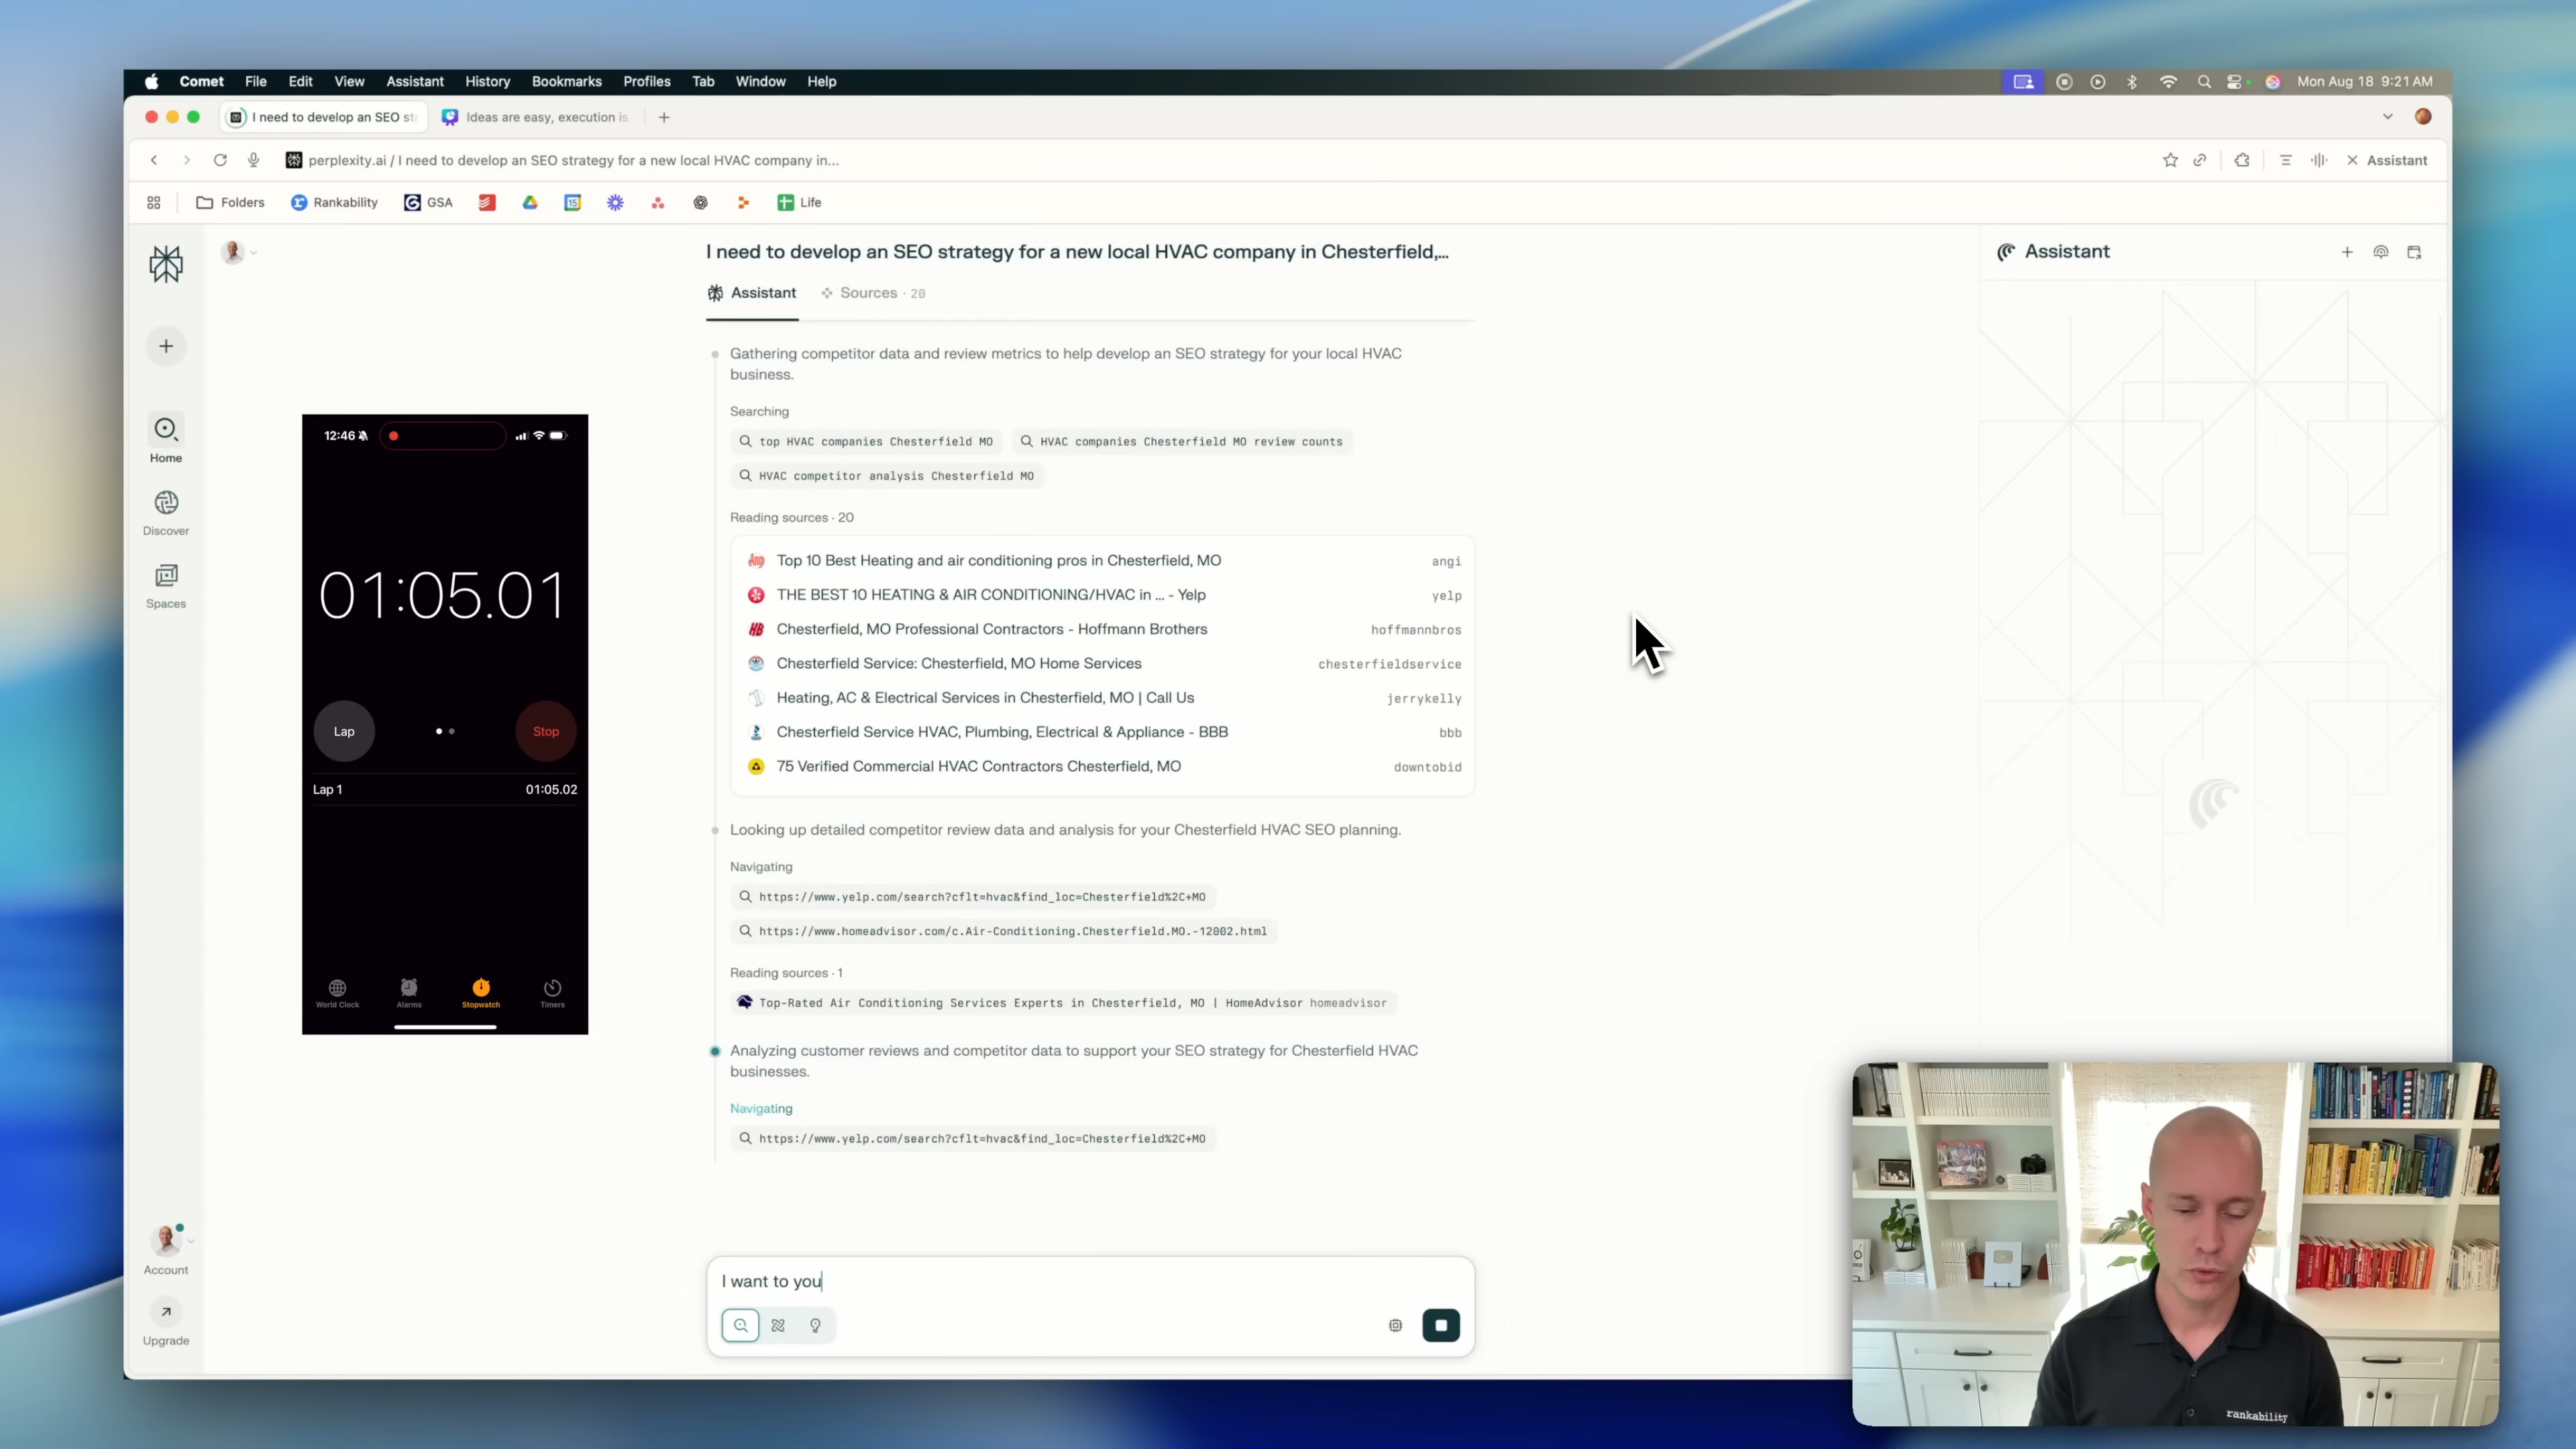 Comet File Edit View Assistant History Bookmarks Profiles Tab Window Help
Mon Aug 18 9:21 AM
I need to develop an SEO st
Ideas are easy, execution is
perplexity.ai / I need to develop an SEO strategy for a new local HVAC company in...
Assistant
Folders Rankability GSA 15 Life
Home
Discover
Spaces
Account
Upgrade
12:46
01:05.01
Lap
Stop
Lap 1 01:05.02
World Clock Alarms Stopwatch Timers
I need to develop an SEO strategy for a new local HVAC company in Chesterfield,...
Assistant Sources · 20
Gathering competitor data and review metrics to help develop an SEO strategy for your local HVAC
business.
Searching
top HVAC companies Chesterfield MO HVAC companies Chesterfield MO review counts
HVAC competitor analysis Chesterfield MO
Reading sources · 20
Top 10 Best Heating and air conditioning pros in Chesterfield, MO angi
THE BEST 10 HEATING & AIR CONDITIONING/HVAC in ... - Yelp yelp
HB Chesterfield, MO Professional Contractors - Hoffmann Brothers hoffmannbros
Chesterfield Service: Chesterfield, MO Home Services chesterfieldservice
Heating, AC & Electrical Services in Chesterfield, MO | Call Us jerrykelly
Chesterfield Service HVAC, Plumbing, Electrical & Appliance - BBB bbb
75 Verified Commercial HVAC Contractors Chesterfield, MO downtobid
Looking up detailed competitor review data and analysis for your Chesterfield HVAC SEO planning.
Navigating
https://www.yelp.com/search?cflt=hvac&find_loc=Chesterfield%2C+MO
https://www.homeadvisor.com/c.Air-Conditioning.Chesterfield.MO.-12002.html
Reading sources · 1
Top-Rated Air Conditioning Services Experts in Chesterfield, MO | HomeAdvisor homeadvisor
Analyzing customer reviews and competitor data to support your SEO strategy for Chesterfield HVAC
businesses.
Navigating
https://www.yelp.com/search?cflt=hvac&find_loc=Chesterfield%2C+MO
I want to you
Assistant
rankability